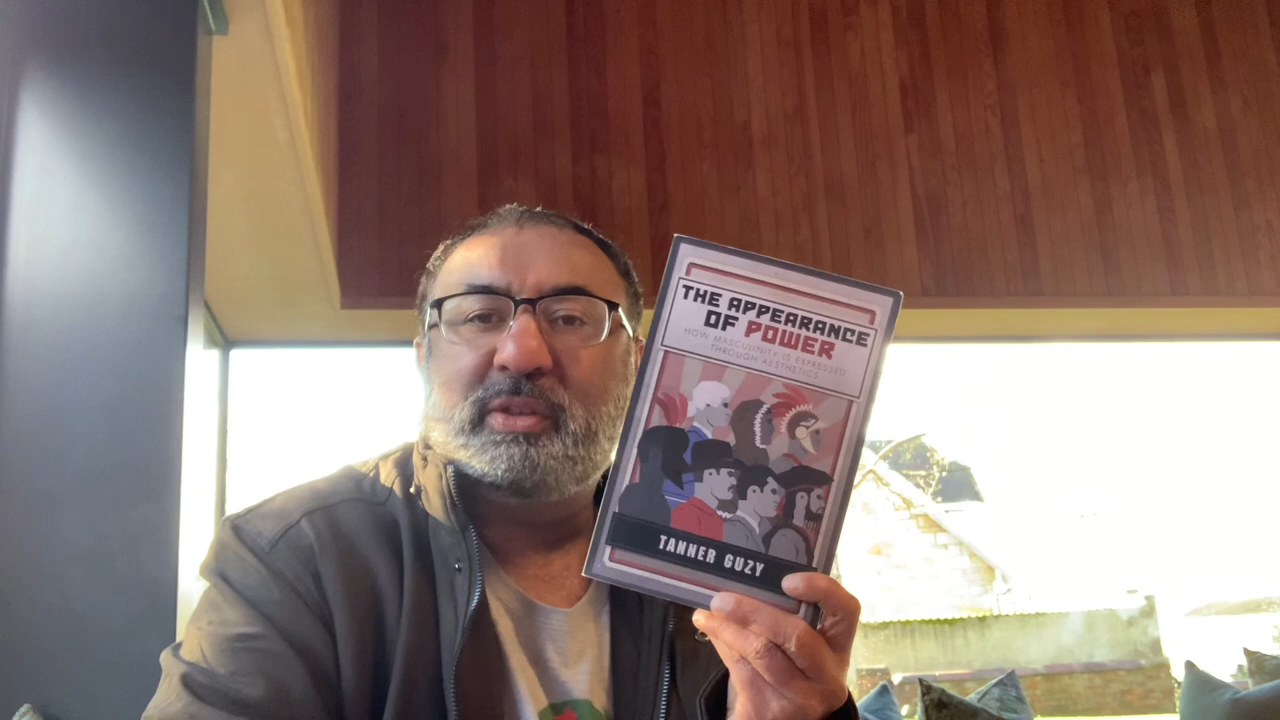 THE APPEARANCE
OF POWER
HOW MASCULINITY IS EXPRESSED
THROUGH AESTHETICS
TANNER GUZY